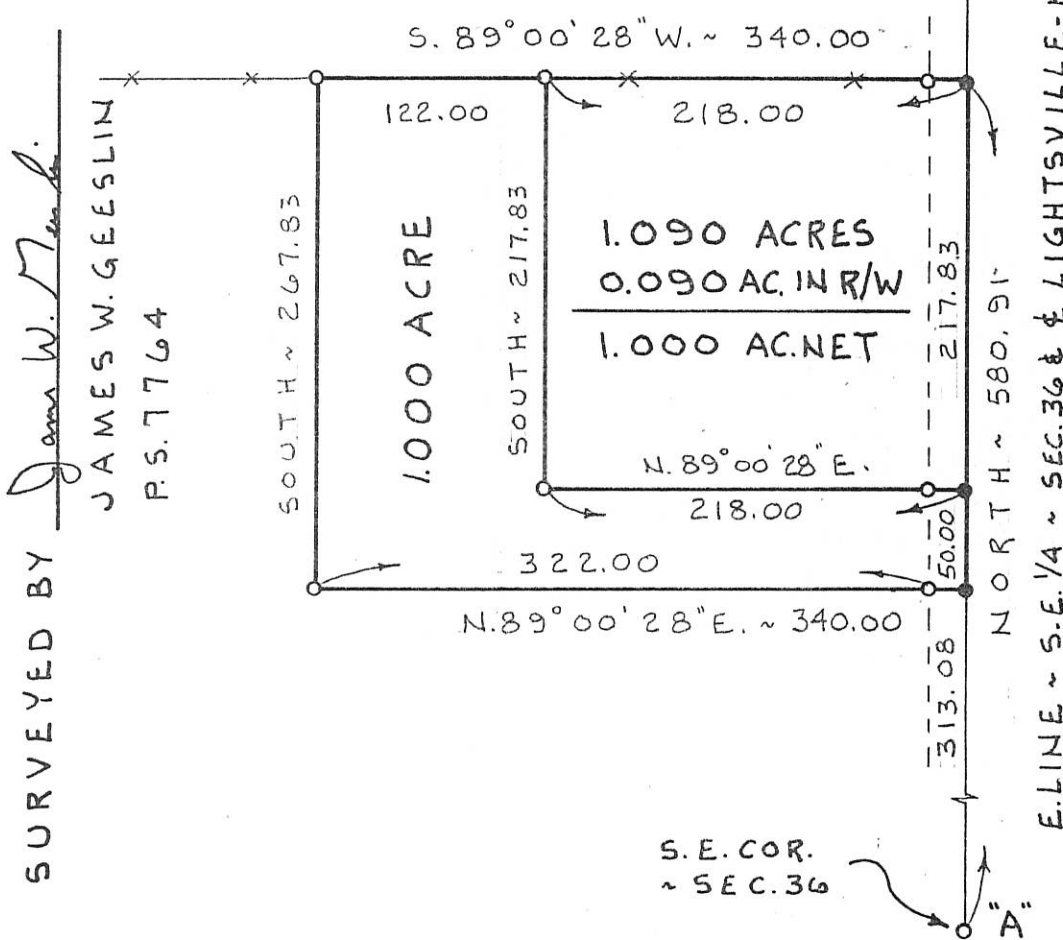 S. 89°00'28"W. ~ 340.00
122.00
218.00
SOUTH ~ 267.83
1.000 ACRE
SOUTH ~ 217.83
1.090 ACRES
0.090 AC. IN R/W
1.000 AC. NET
217.83
N. 89°00'28"E.
218.00
50.00
322.00
N. 89°00'28"E. ~ 340.00
313.08
NORTH ~ 580.91
E. LINE ~ S.E. 1/4 ~ SEC. 36 & ℄ LIGHTSVILLE-
S.E. COR.
~ SEC. 36
"A"
SURVEYED BY James W.
JAMES W. GEESLIN
P.S. 7764